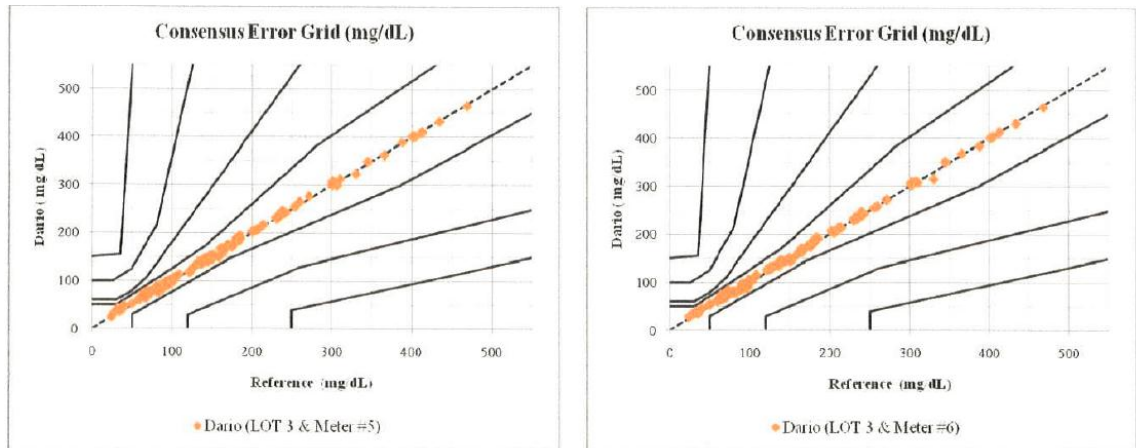 Consensus Error Grid (mg/dL)
500
400
300
200
100
0
Dario (mg/dL)
0 100 200 300 400 500
Reference (mg/dL)
Dario (LOT 3 & Meter #5)
Consensus Error Grid (mg/dL)
500
400
300
200
100
0
Dario (mg/dL)
0 100 200 300 400 500
Reference (mg/dL)
Dario (LOT 3 & Meter #6)